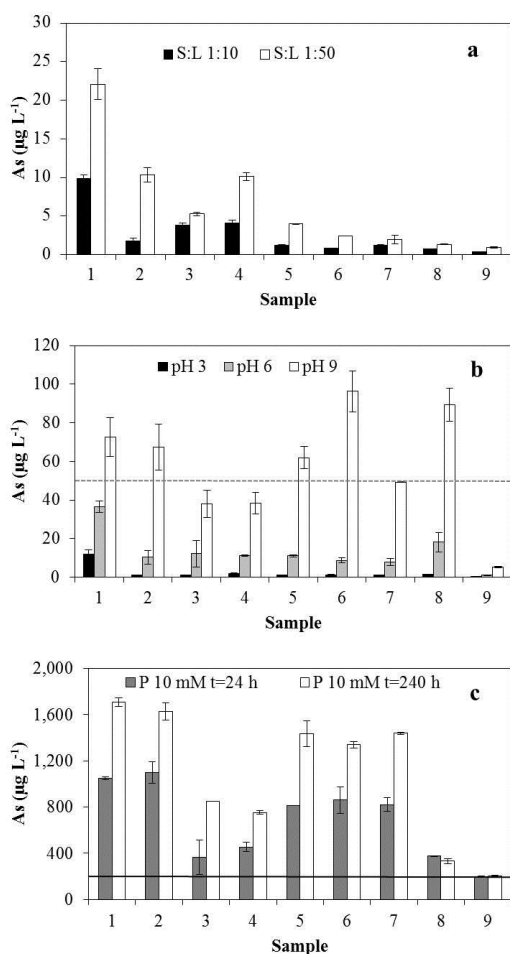 30
25
20
15
10
5
0
As (µg L-1)
S:L 1:10 S:L 1:50
a
1 2 3 4 5 6 7 8 9
Sample
120
100
80
60
40
20
0
As (µg L-1)
pH 3 pH 6 pH 9
b
1 2 3 4 5 6 7 8 9
Sample
2,000
1,600
1,200
800
400
0
As (µg L-1)
P 10 mM t=24 h P 10 mM t=240 h
c
1 2 3 4 5 6 7 8 9
Sample